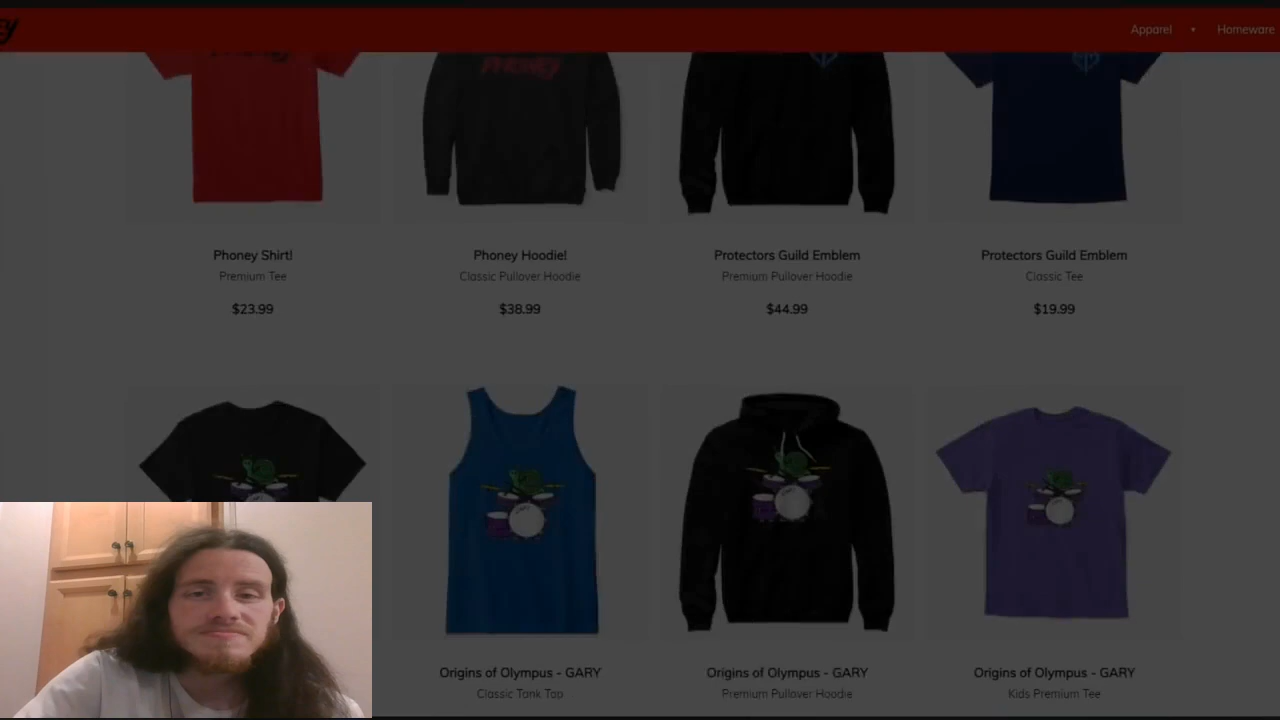 Apparel ▾ Homeware
PHONEY
Phoney Shirt! Phoney Hoodie! Protectors Guild Emblem Protectors Guild Emblem
Premium Tee Classic Pullover Hoodie Premium Pullover Hoodie Classic Tee
$23.99 $38.99 $44.99 $19.99
Origins of Olympus - GARY Origins of Olympus - GARY Origins of Olympus - GARY
Classic Tank Top Premium Pullover Hoodie Kids Premium Tee